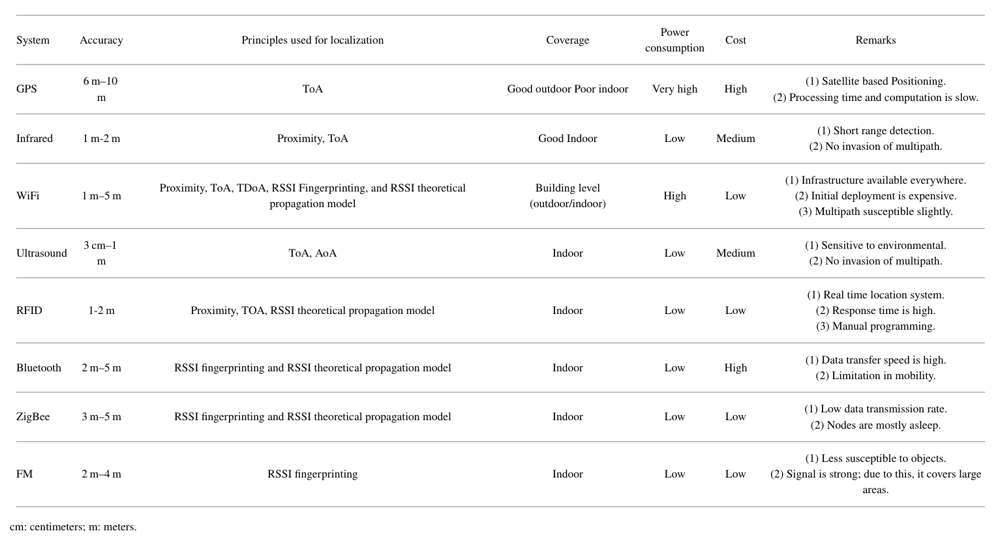 System Accuracy Principles used for localization Coverage Power consumption Cost Remarks
GPS 6 m–10 m ToA Good outdoor Poor indoor Very high High (1) Satellite based Positioning.
(2) Processing time and computation is slow.
Infrared 1 m-2 m Proximity, ToA Good Indoor Low Medium (1) Short range detection.
(2) No invasion of multipath.
WiFi 1 m–5 m Proximity, ToA, TDoA, RSSI Fingerprinting, and RSSI theoretical propagation model Building level (outdoor/indoor) High Low (1) Infrastructure available everywhere.
(2) Initial deployment is expensive.
(3) Multipath susceptible slightly.
Ultrasound 3 cm–1 m ToA, AoA Indoor Low Medium (1) Sensitive to environmental.
(2) No invasion of multipath.
RFID 1-2 m Proximity, TOA, RSSI theoretical propagation model Indoor Low Low (1) Real time location system.
(2) Response time is high.
(3) Manual programming.
Bluetooth 2 m–5 m RSSI fingerprinting and RSSI theoretical propagation model Indoor Low High (1) Data transfer speed is high.
(2) Limitation in mobility.
ZigBee 3 m–5 m RSSI fingerprinting and RSSI theoretical propagation model Indoor Low Low (1) Low data transmission rate.
(2) Nodes are mostly asleep.
FM 2 m–4 m RSSI fingerprinting Indoor Low Low (1) Less susceptible to objects.
(2) Signal is strong; due to this, it covers large
areas.
cm: centimeters; m: meters.